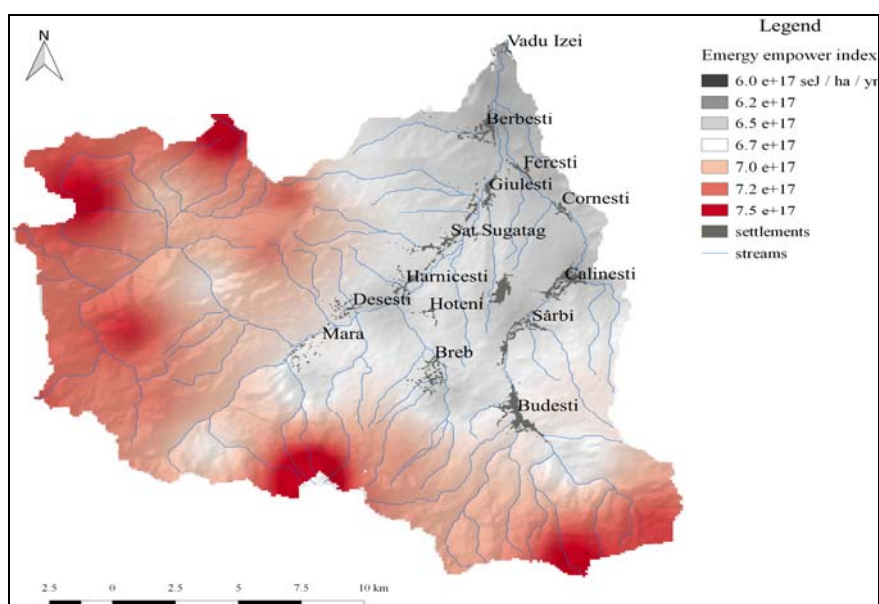 N
Legend
Emergy empower index
6.0 e+17 seJ / ha / yr
6.2 e+17
6.5 e+17
6.7 e+17
7.0 e+17
7.2 e+17
7.5 e+17
settlements
streams
Vadu Izei
Berbesti
Feresti
Giulesti
Cornesti
Sat Sugatag
Calinesti
Harnicesti
Desesti
Hoteni
Sârbi
Mara
Breb
Budesti
2.5 0 2.5 5 7.5 10 km